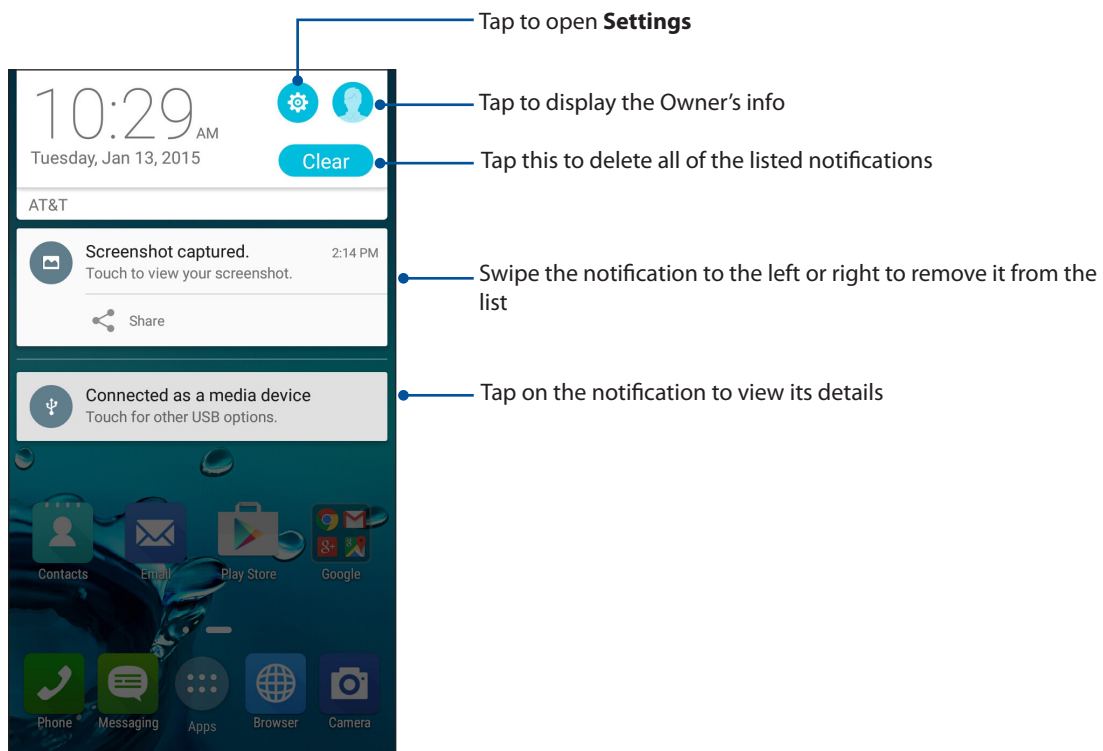 Tap to open Settings
10:29 AM
Tap to display the Owner's info
Tuesday, Jan 13, 2015
Clear
Tap this to delete all of the listed notifications
AT&T
Screenshot captured.
2:14 PM
Touch to view your screenshot.
Share
Swipe the notification to the left or right to remove it from the
list
Connected as a media device
Touch for other USB options.
Tap on the notification to view its details
Contacts
Email
Play Store
Google
8+
Phone
Messaging
Apps
Browser
Camera